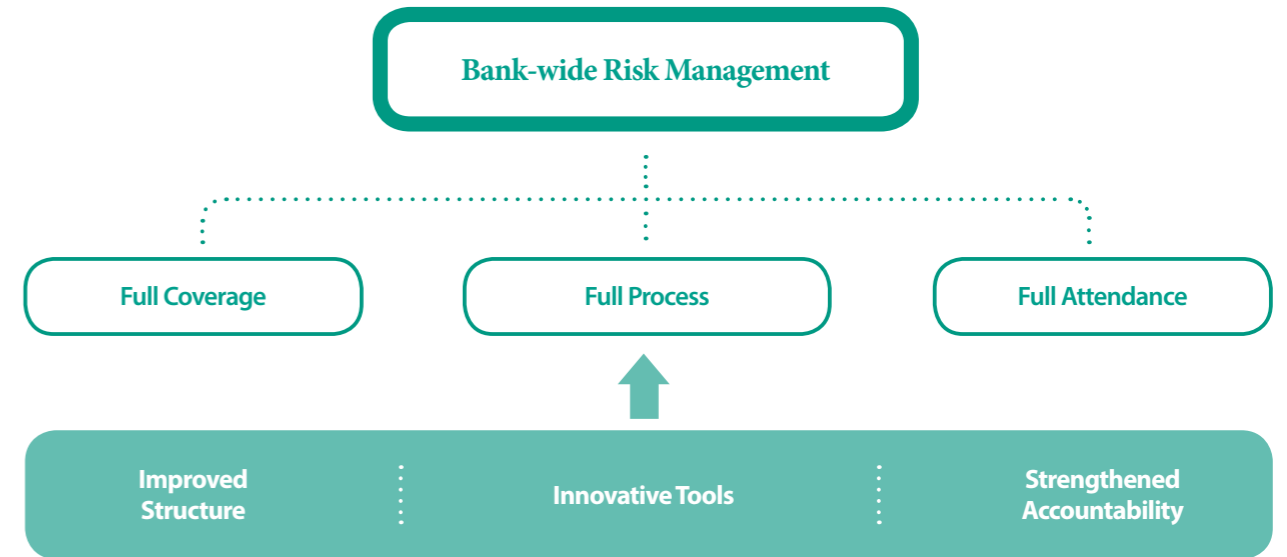 Bank-wide Risk Management
Full Coverage
Full Process
Full Attendance
Improved
Structure
Innovative Tools
Strengthened
Accountability